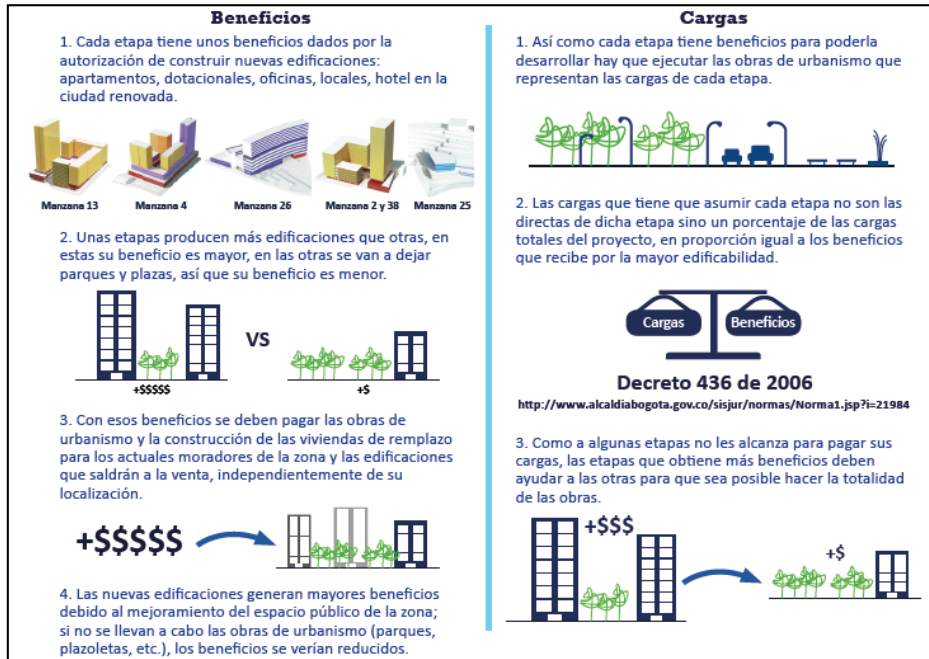 Beneficios
1. Cada etapa tiene unos beneficios dados por la
autorización de construir nuevas edificaciones:
apartamentos, dotacionales, oficinas, locales, hotel en la
ciudad renovada.
Manzana 13
Manzana 4
Manzana 26
Manzana 2 y 38
Manzana 25
2. Unas etapas producen más edificaciones que otras, en
estas su beneficio es mayor, en las otras se van a dejar
parques y plazas, así que su beneficio es menor.
VS
+$$$$$
+$
3. Con esos beneficios se deben pagar las obras de
urbanismo y la construcción de las viviendas de remplazo
para los actuales moradores de la zona y las edificaciones
que saldrán a la venta, independientemente de su
localización.
+$$$$$
4. Las nuevas edificaciones generan mayores beneficios
debido al mejoramiento del espacio público de la zona;
si no se llevan a cabo las obras de urbanismo (parques,
plazoletas, etc.), los beneficios se verían reducidos.
Cargas
1. Así como cada etapa tiene beneficios para poderla
desarrollar hay que ejecutar las obras de urbanismo que
representan las cargas de cada etapa.
2. Las cargas que tiene que asumir cada etapa no son las
directas de dicha etapa sino un porcentaje de las cargas
totales del proyecto, en proporción igual a los beneficios
que recibe por la mayor edificabilidad.
Cargas
Beneficios
Decreto 436 de 2006
http://www.alcaldiabogota.gov.co/sisjur/normas/Norma1.jsp?i=21984
3. Como a algunas etapas no les alcanza para pagar sus
cargas, las etapas que obtiene más beneficios deben
ayudar a las otras para que sea posible hacer la totalidad
de las obras.
+$$$
+$